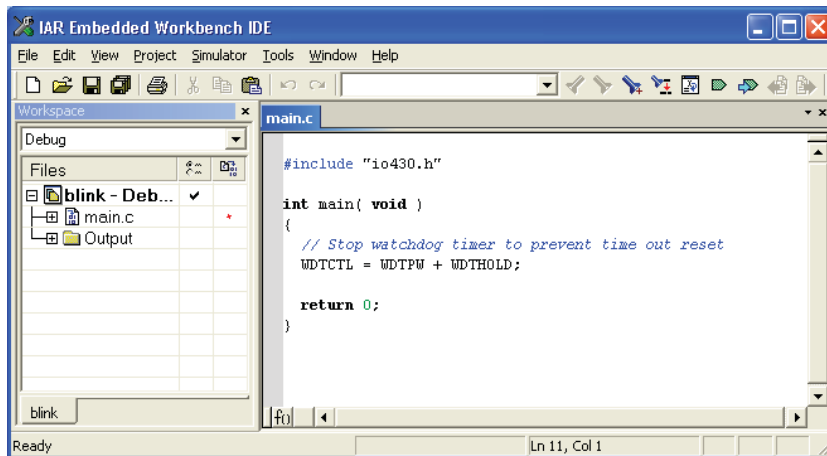 IAR Embedded Workbench IDE
File Edit View Project Simulator Tools Window Help
Workspace
Debug
Files
blink - Deb...
main.c
Output
blink
main.c
#include "io430.h"
int main( void )
{
// Stop watchdog timer to prevent time out reset
WDTCTL = WDTPW + WDTHOLD;
return 0;
}
f()
Ready
Ln 11, Col 1